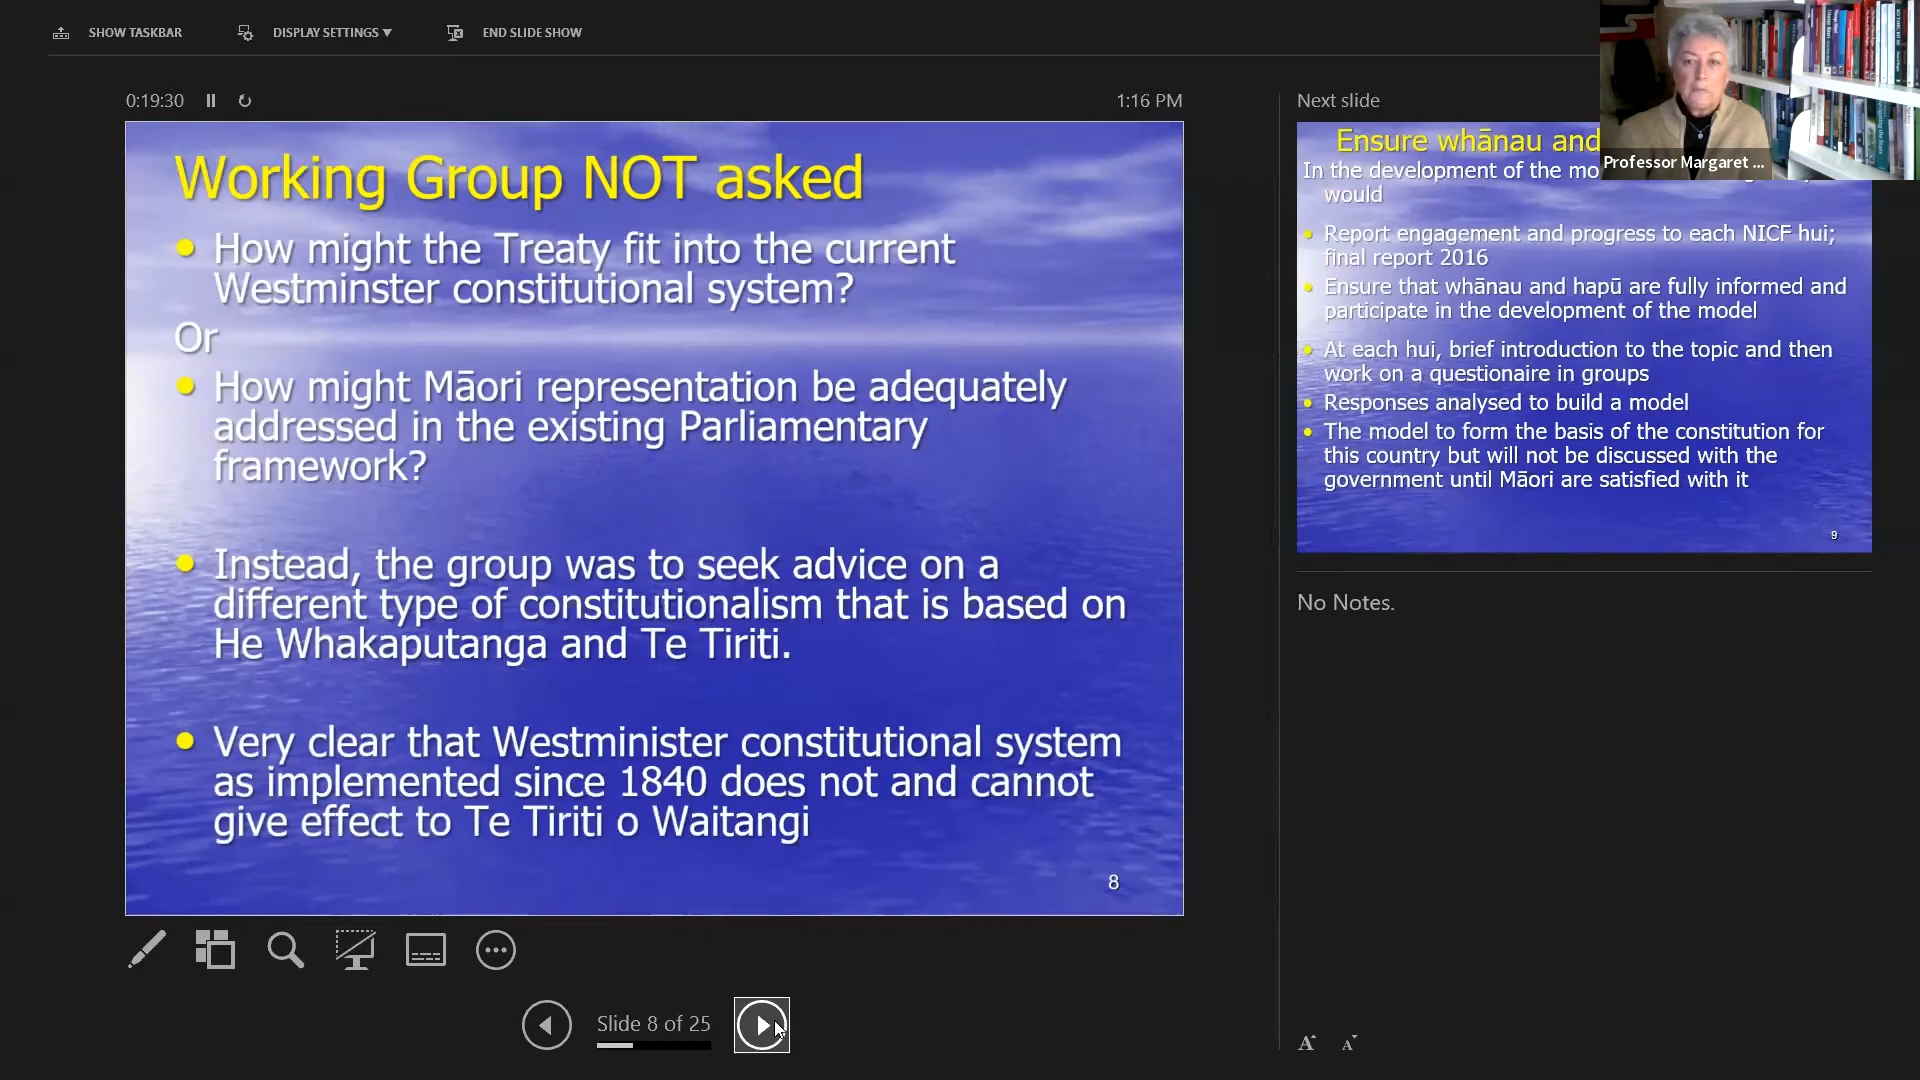 SHOW TASKBAR
DISPLAY SETTINGS
END SLIDE SHOW
0:19:30
1:16 PM
Working Group NOT asked
How might the Treaty fit into the current
Westminster constitutional system?
Or
How might Māori representation be adequately
addressed in the existing Parliamentary
framework?
Instead, the group was to seek advice on a
different type of constitutionalism that is based on
He Whakaputanga and Te Tiriti.
Very clear that Westminister constitutional system
as implemented since 1840 does not and cannot
give effect to Te Tiriti o Waitangi
8
Slide 8 of 25
Next slide
Ensure whānau and
In the development of the
would
Report engagement and progress to each NICF hui;
final report 2016
Ensure that whānau and hapū are fully informed and
participate in the development of the model
At each hui, brief introduction to the topic and then
work on a questionaire in groups
Responses analysed to build a model
The model to form the basis of the constitution for
this country but will not be discussed with the
government until Māori are satisfied with it
9
No Notes.
A A
Professor Margaret ...